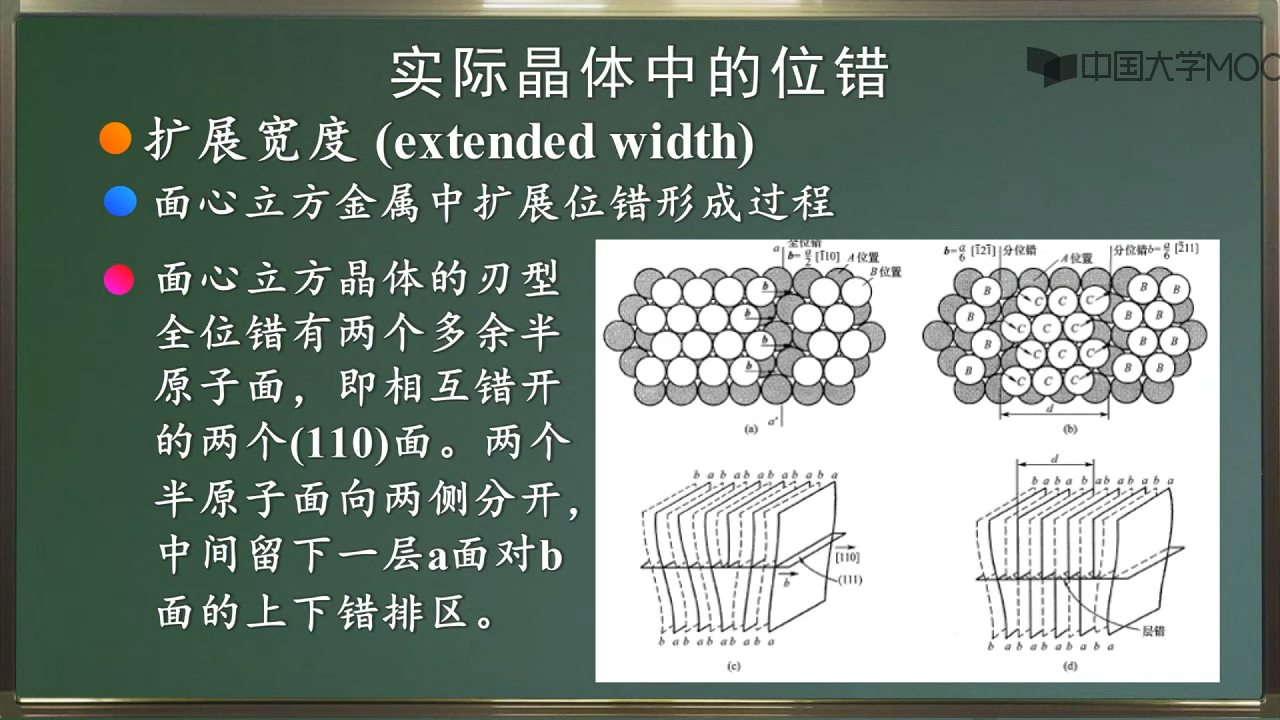 实际晶体中的位错
中国大学MOO
扩展宽度 (extended width)
面心立方金属中扩展位错形成过程
面心立方晶体的刃型
全位错有两个多余半
原子面，即相互错开
的两个(110)面。两个
半原子面向两侧分开，
中间留下一层a面对b
面的上下错排区。
a
全位错
b=a/2 [1̄10]
A位置
B位置
b
b
b
b
a'
(a)
b=a/6 [1̄21̄]
分位错
A位置
分位错b=a/6 [2̄11]
B B B
C C C
B B B
C C C
B B B
C C C
B B B
C C C
d
(b)
b a b a b a b a b a b a
[1̄10]
b
(111)
b a b a b a b b a b a
(c)
d
b a b a b a b a b a b a
层错
b a b a b a b a b a
(d)